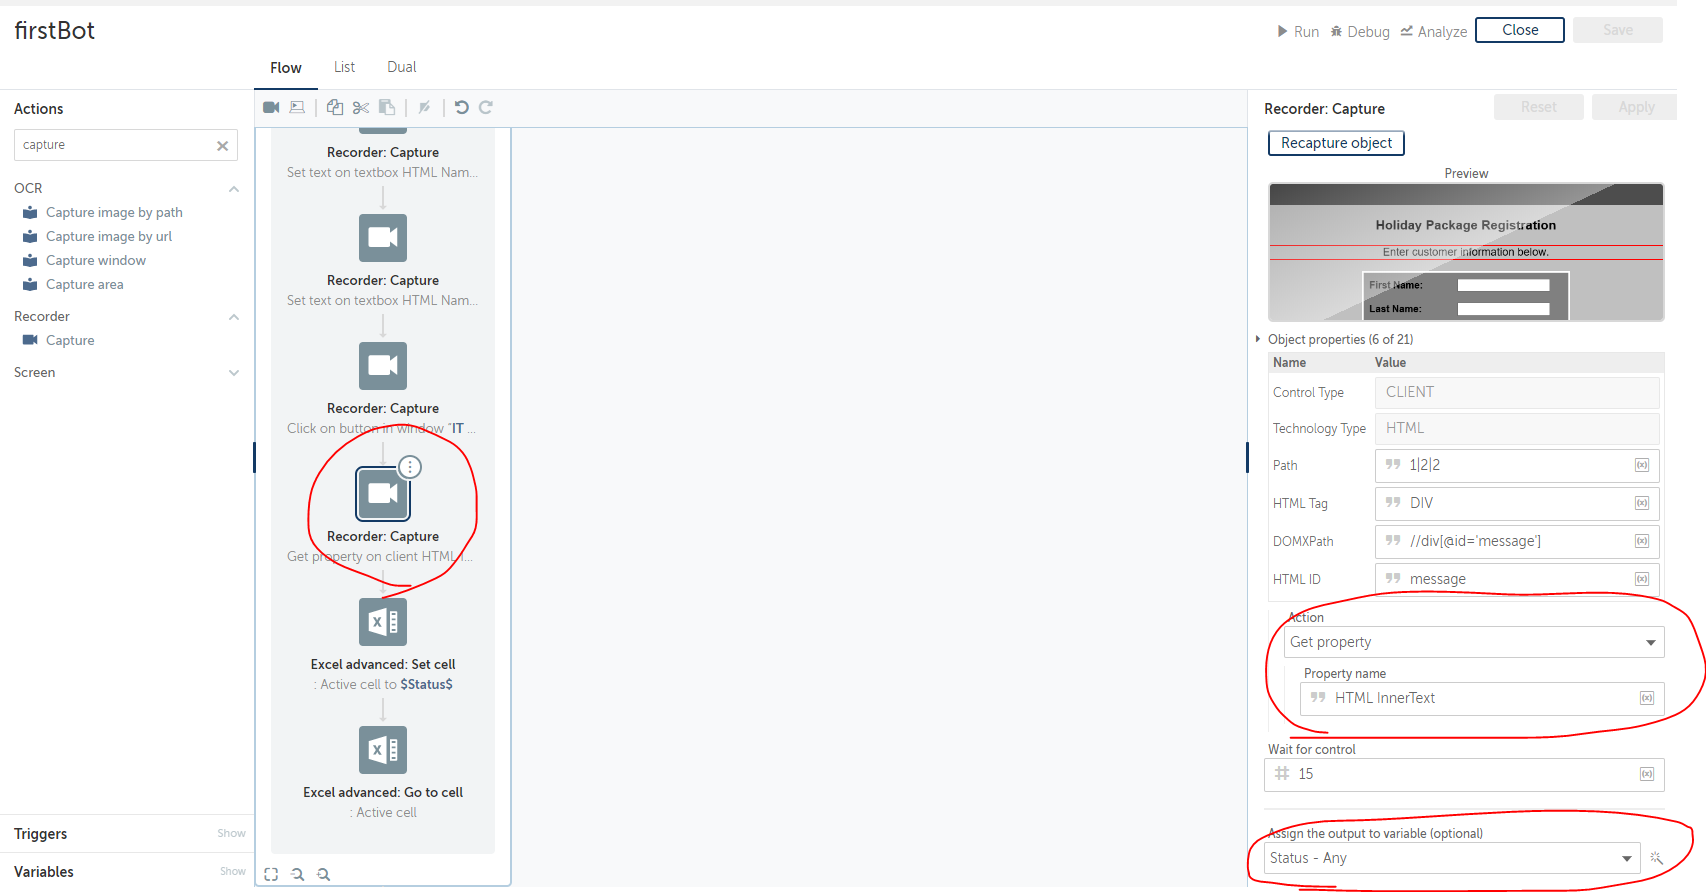 firstBot
Run
Debug
Analyze
Close
Save
Flow
List
Dual
Actions
capture
OCR
Capture image by path
Capture image by url
Capture window
Capture area
Recorder
Capture
Screen
Triggers
Show
Variables
Show
Recorder: Capture
Set text on textbox HTML Nam...
Recorder: Capture
Set text on textbox HTML Nam...
Recorder: Capture
Click on button in window "IT ...
Recorder: Capture
Get property on client HTML I...
Excel advanced: Set cell
: Active cell to $Status$
Excel advanced: Go to cell
: Active cell
Recorder: Capture
Reset
Apply
Recapture object
Preview
Holiday Package Registration
Enter customer information below.
First Name:
Last Name:
Object properties (6 of 21)
Name Value
Control Type CLIENT
Technology Type HTML
Path 1|2|2
HTML Tag DIV
DOMXPath //div[@id='message']
HTML ID message
Action
Get property
Property name
HTML InnerText
Wait for control
15
Assign the output to variable (optional)
Status - Any